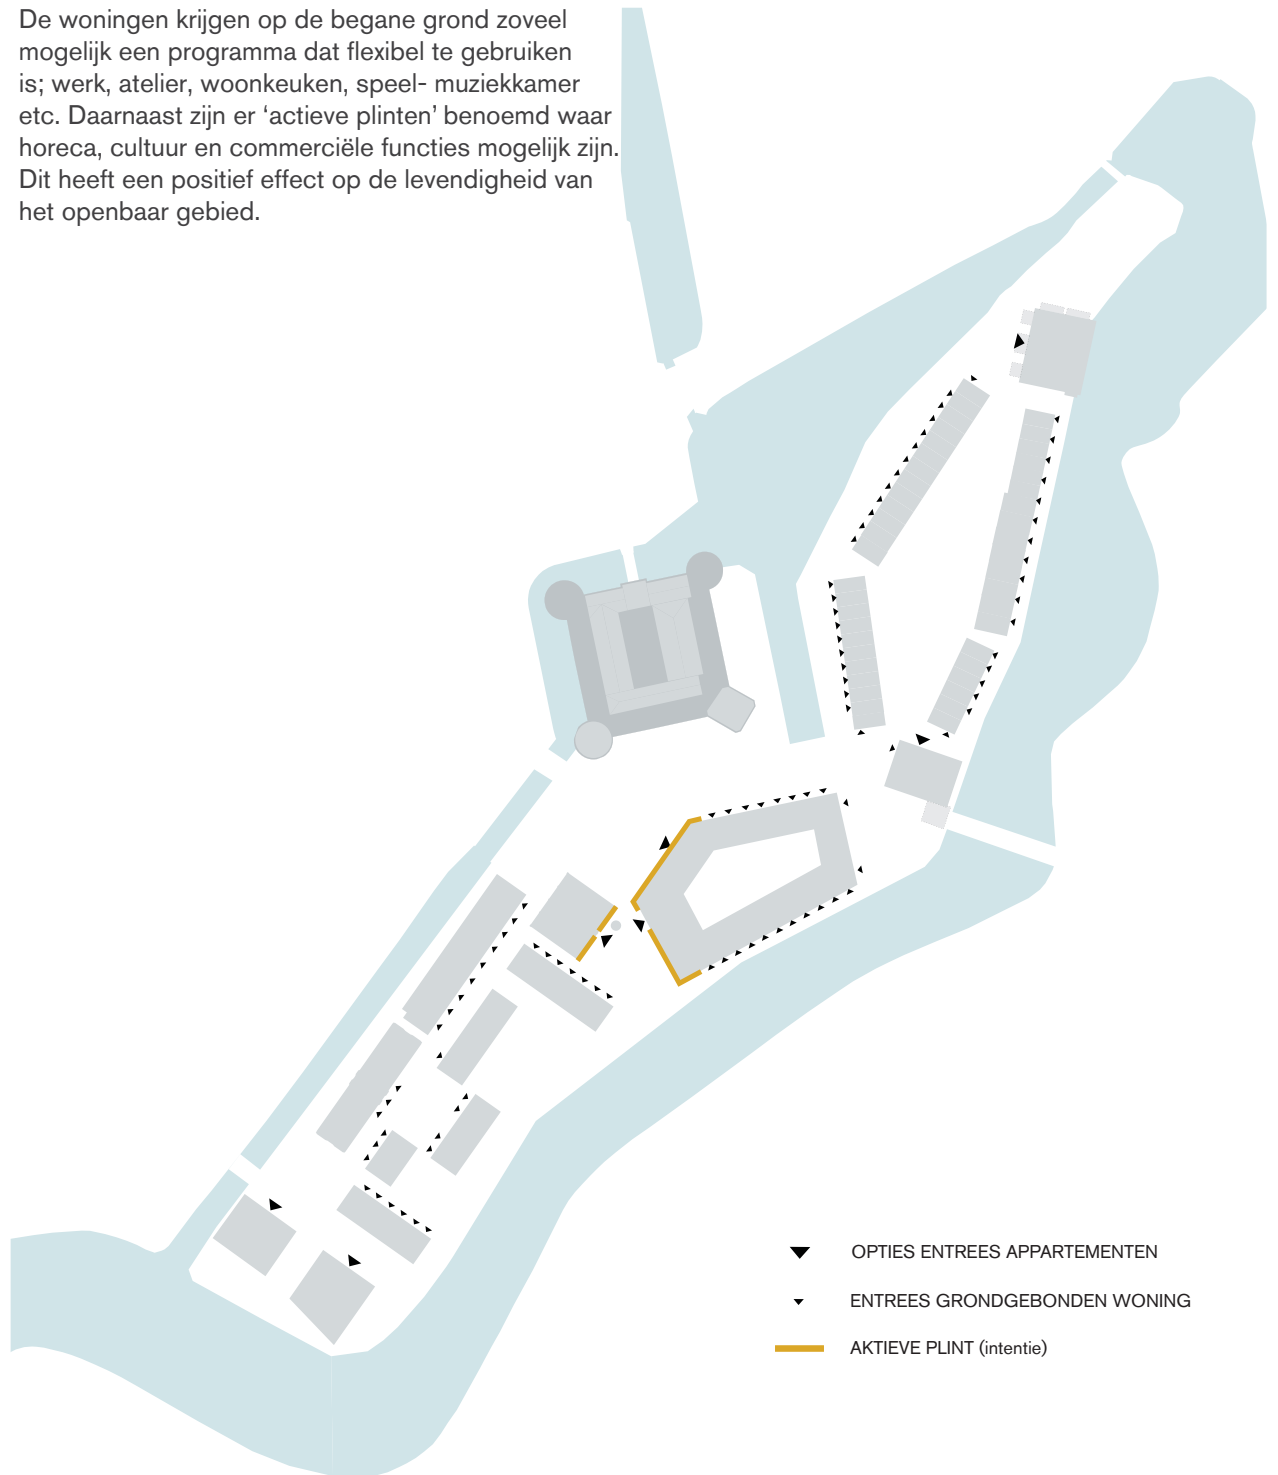 De woningen krijgen op de begane grond zoveel
mogelijk een programma dat flexibel te gebruiken
is; werk, atelier, woonkeuken, speel- muziekkamer
etc. Daarnaast zijn er ‘actieve plinten’ benoemd waar
horeca, cultuur en commerciële functies mogelijk zijn.
Dit heeft een positief effect op de levendigheid van
het openbaar gebied.
OPTIES ENTREES APPARTEMENTEN
ENTREES GRONDGEBONDEN WONING
AKTIEVE PLINT (intentie)